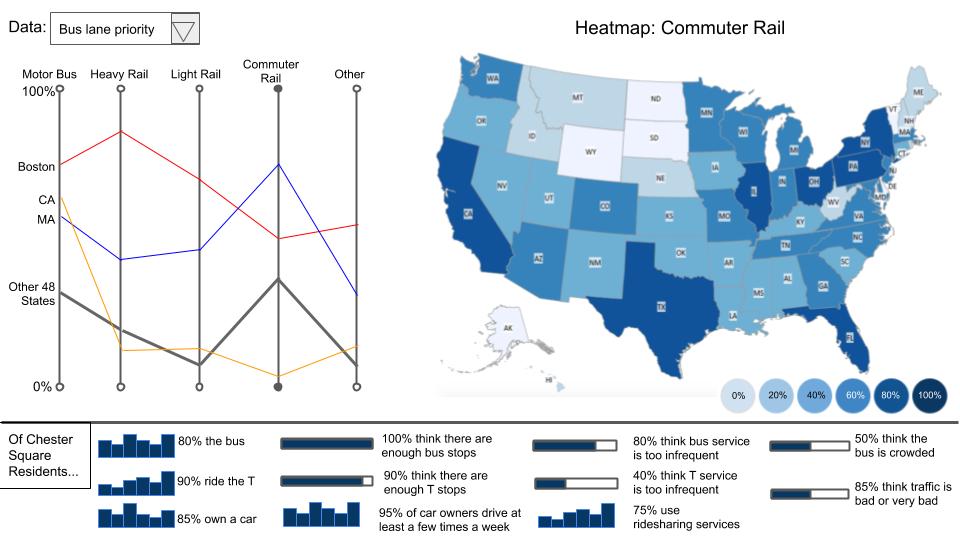 Data:
Bus lane priority
Heatmap: Commuter Rail
Motor Bus
Heavy Rail
Light Rail
Commuter
Rail
Other
100%
Boston
CA
MA
Other 48
States
0%
WA
MT
ND
MN
ME
VT
NH
MA
OR
ID
SD
WI
MI
NY
CT
WY
IA
NE
PA
NJ
DE
MD
NV
UT
CO
KS
IL
IN
OH
WV
VA
MO
KY
CA
AZ
NM
OK
AR
TN
NC
SC
MS
AL
GA
TX
LA
FL
AK
HI
0%
20%
40%
60%
80%
100%
Of Chester
Square
Residents...
80% the bus
90% ride the T
85% own a car
100% think there are
enough bus stops
90% think there are
enough T stops
95% of car owners drive at
least a few times a week
80% think bus service
is too infrequent
40% think T service
is too infrequent
75% use
ridesharing services
50% think the
bus is crowded
85% think traffic is
bad or very bad